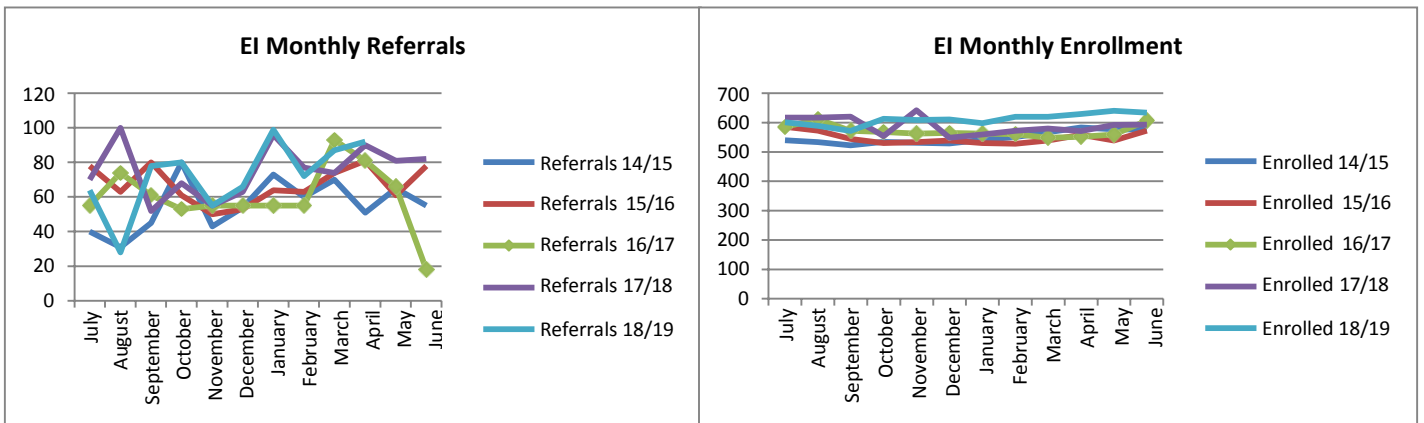 EI Monthly Referrals
120
100
80
60
40
20
0
July
August
September
October
November
December
January
February
March
April
May
June
Referrals 14/15
Referrals 15/16
Referrals 16/17
Referrals 17/18
Referrals 18/19
EI Monthly Enrollment
700
600
500
400
300
200
100
0
July
August
September
October
November
December
January
February
March
April
May
June
Enrolled 14/15
Enrolled 15/16
Enrolled 16/17
Enrolled 17/18
Enrolled 18/19